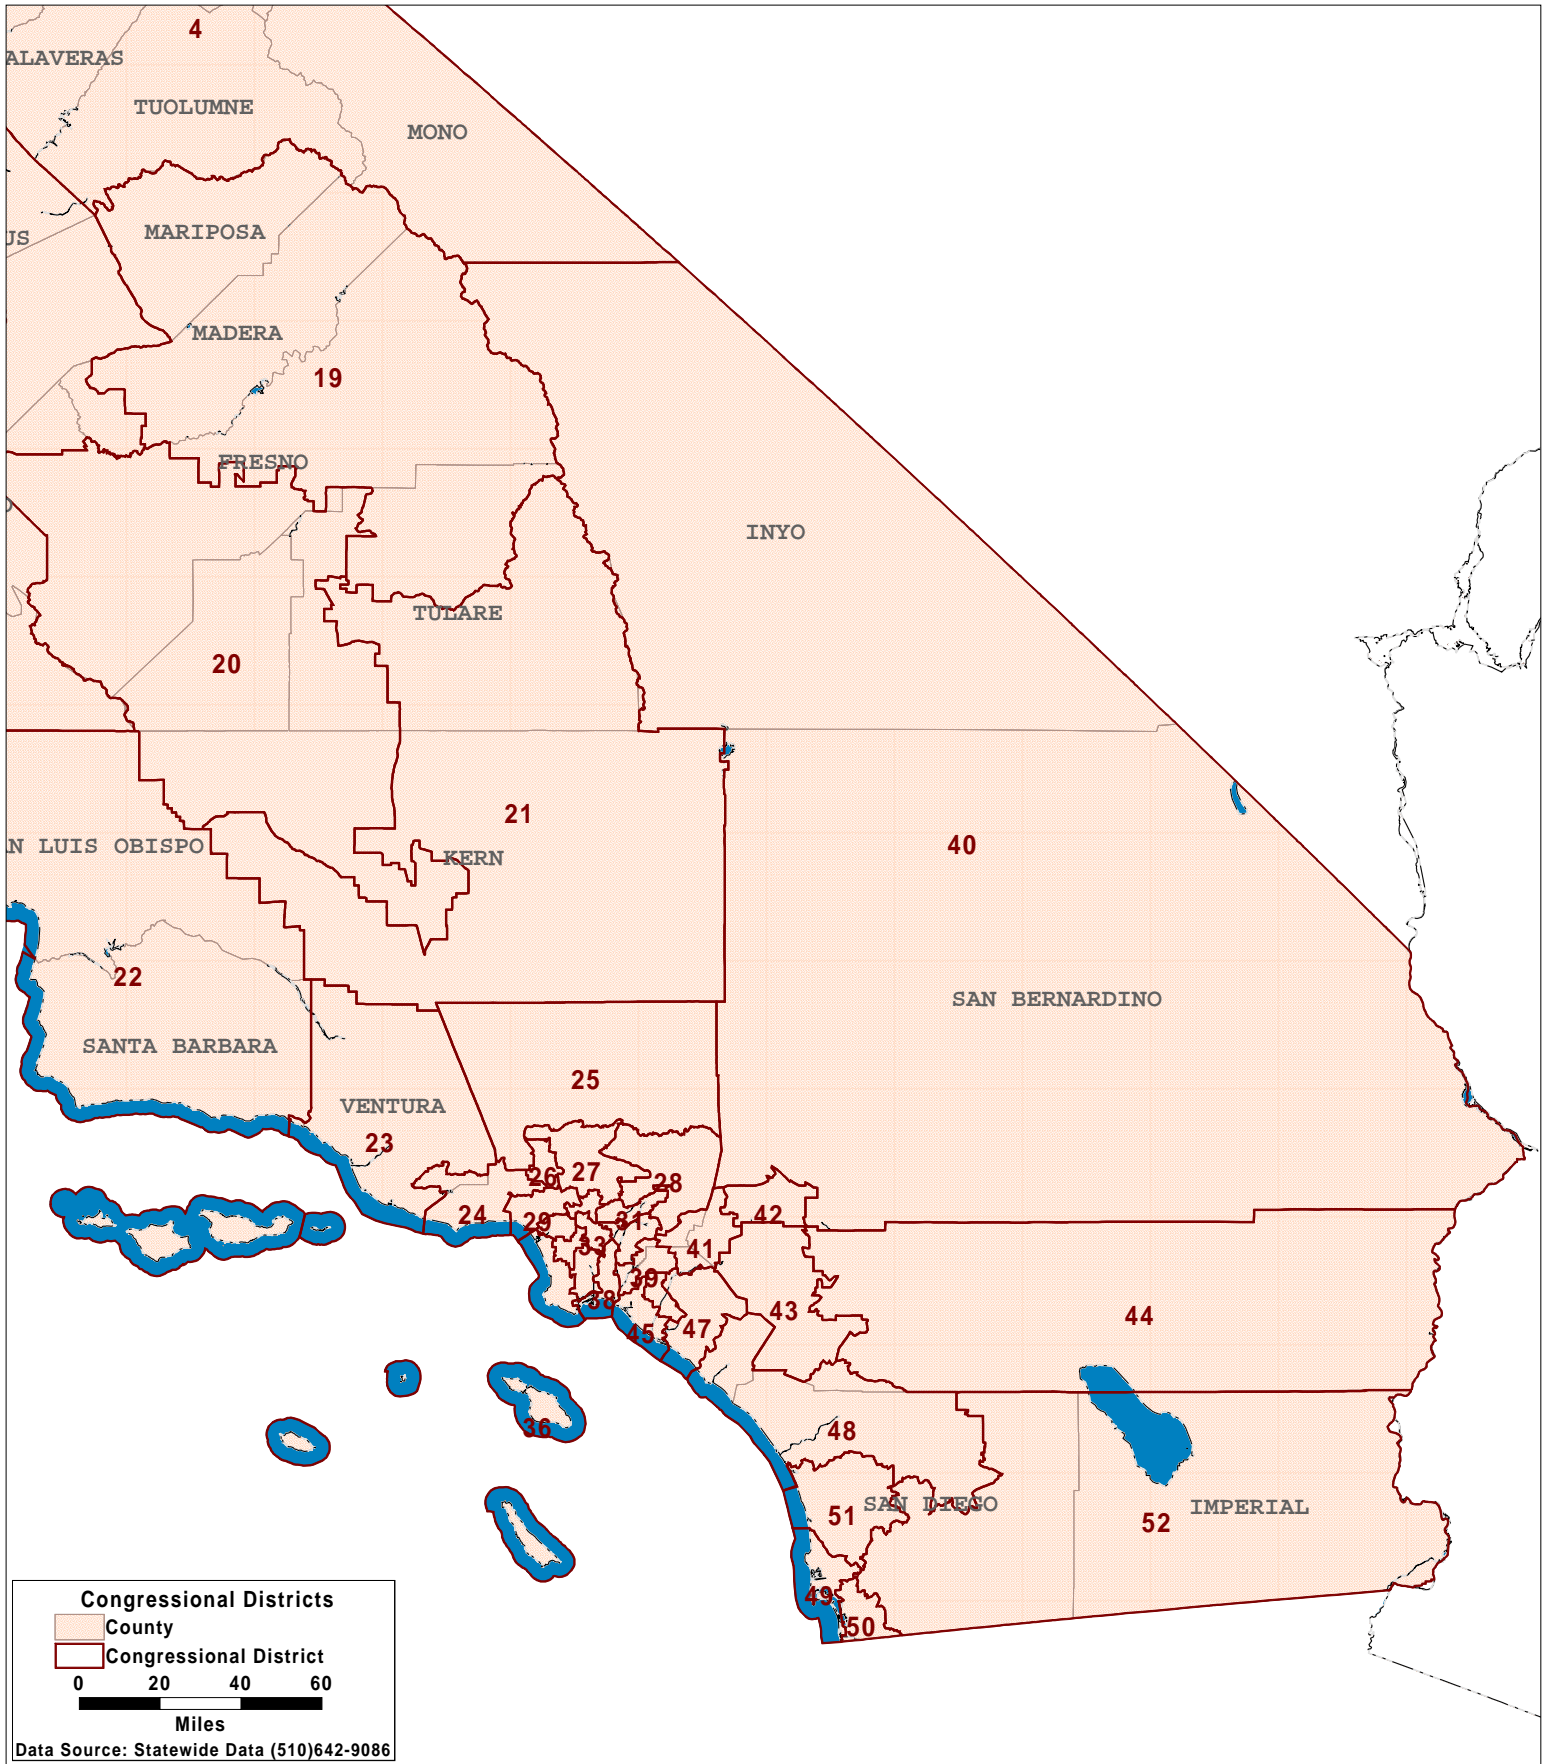 4
ALAVERAS
TUOLUMNE
MONO
MARIPOSA
US
MADERA
19
FRESNO
INYO
TULARE
20
21
40
N LUIS OBISPO
KERN
22
SAN BERNARDINO
SANTA BARBARA
25
VENTURA
23
26
27
28
24
29
31
42
33
41
39
38
43
44
45
47
36
48
51
SAN DIEGO
52
IMPERIAL
49
50
Congressional Districts
County
Congressional District
0 20 40 60
Miles
Data Source: Statewide Data (510)642-9086